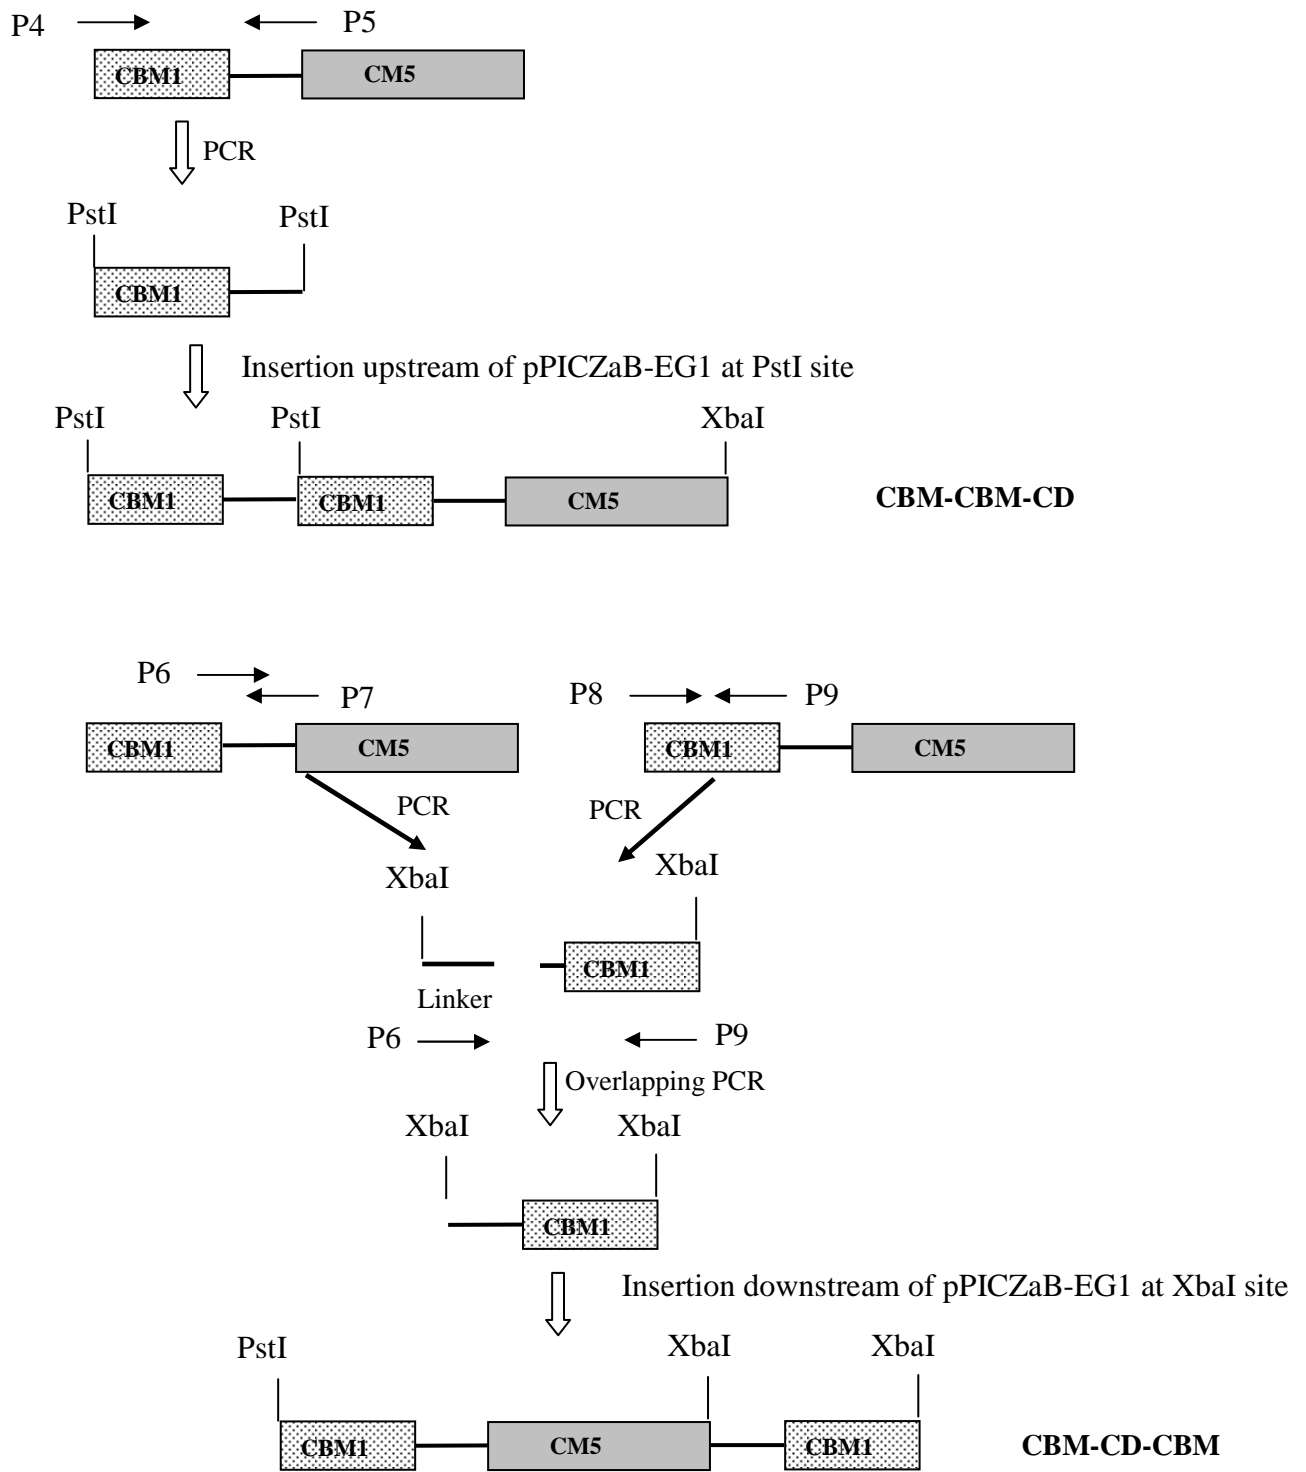 P4 P5
CBM1 CM5
PCR
PstI PstI
CBM1
Insertion upstream of pPICZaB-EG1 at PstI site
PstI PstI XbaI
CBM1 CBM1 CM5 CBM-CBM-CD
P6 P7 P8 P9
CBM1 CM5 CBM1 CM5
PCR PCR
XbaI XbaI
CBM1
Linker
P6 P9
Overlapping PCR
XbaI XbaI
CBM1
Insertion downstream of pPICZaB-EG1 at XbaI site
PstI XbaI XbaI
CBM1 CM5 CBM1 CBM-CD-CBM